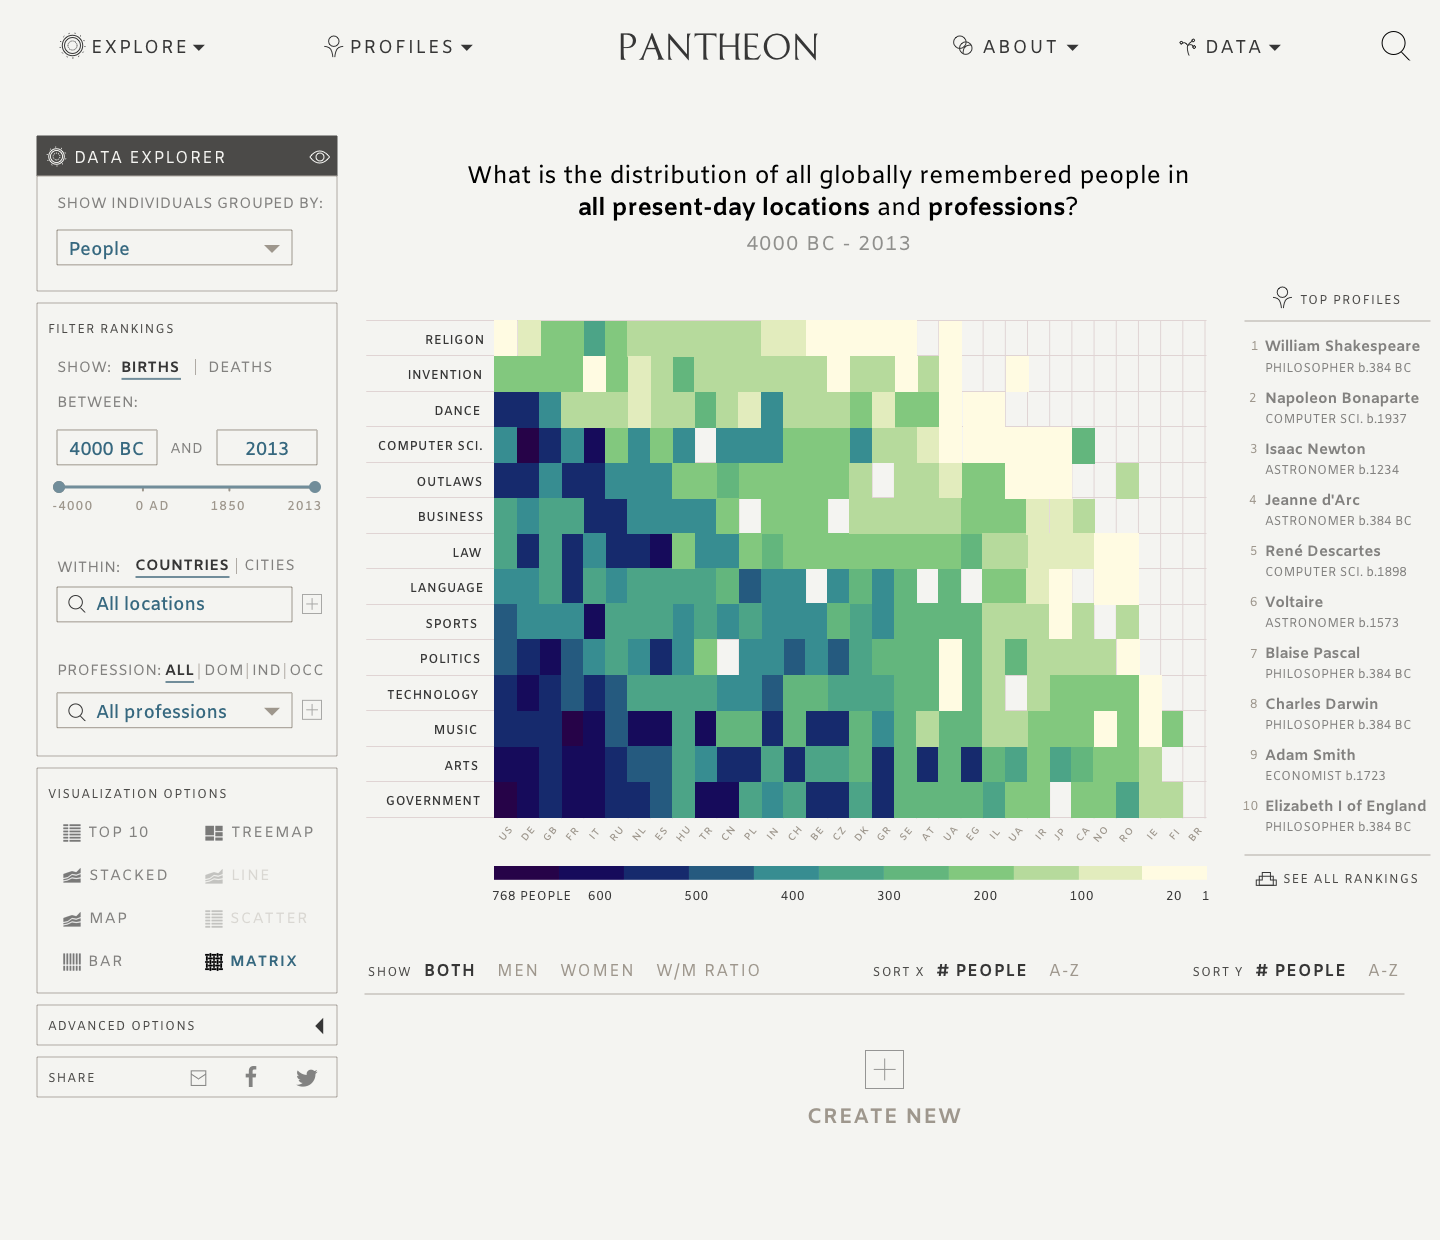 EXPLORE
PROFILES
PANTHEON
ABOUT
DATA
DATA EXPLORER
SHOW INDIVIDUALS GROUPED BY:
People
FILTER RANKINGS
SHOW: BIRTHS | DEATHS
BETWEEN:
4000 BC AND 2013
-4000 0 AD 1850 2013
WITHIN: COUNTRIES | CITIES
All locations
PROFESSION: ALL | DOM | IND | OCC
All professions
VISUALIZATION OPTIONS
TOP 10 TREEMAP
STACKED LINE
MAP SCATTER
BAR MATRIX
ADVANCED OPTIONS
SHARE
What is the distribution of all globally remembered people in
all present-day locations and professions?
4000 BC - 2013
RELIGON
INVENTION
DANCE
COMPUTER SCI.
OUTLAWS
BUSINESS
LAW
LANGUAGE
SPORTS
POLITICS
TECHNOLOGY
MUSIC
ARTS
GOVERNMENT
US DE GB FR IT RU NL ES HU TR CN PL IN CH BE CZ DK GR SE AT UA EG IL UA IR JP CA NO RO IE FI BR
768 PEOPLE 600 500 400 300 200 100 20 1
SHOW BOTH MEN WOMEN W/M RATIO
SORT X # PEOPLE A-Z
SORT Y # PEOPLE A-Z
CREATE NEW
TOP PROFILES
1 William Shakespeare
PHILOSOPHER b.384 BC
2 Napoleon Bonaparte
COMPUTER SCI. b.1937
3 Isaac Newton
ASTRONOMER b.1234
4 Jeanne d'Arc
ASTRONOMER b.384 BC
5 René Descartes
COMPUTER SCI. b.1898
6 Voltaire
ASTRONOMER b.1573
7 Blaise Pascal
PHILOSOPHER b.384 BC
8 Charles Darwin
PHILOSOPHER b.384 BC
9 Adam Smith
ECONOMIST b.1723
10 Elizabeth I of England
PHILOSOPHER b.384 BC
SEE ALL RANKINGS